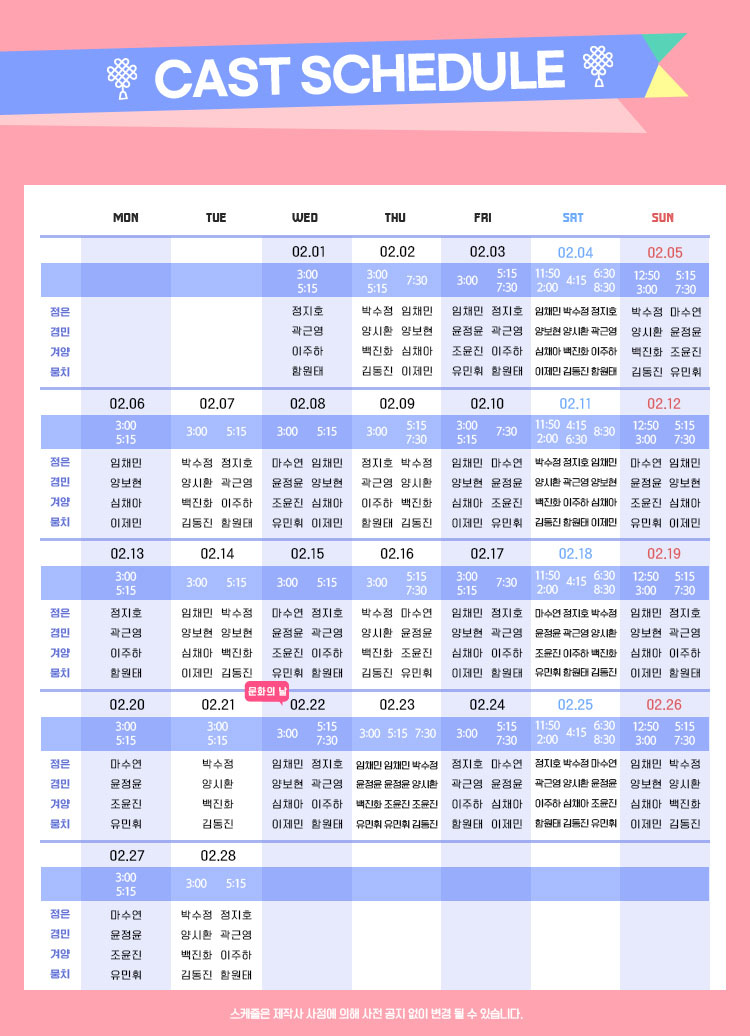 CAST SCHEDULE
MON TUE WED THU FRI SAT SUN
02.01 02.02 02.03 02.04 02.05
3:00 3:00 7:30 3:00 5:15 11:50 4:15 6:30 12:50 5:15
5:15 5:15 7:30 2:00 8:30 3:00 7:30
정은 정지호 박수정 임채민 임채민 정지호 임채민 박수정 정지호 박수정 마수연
경민 곽근영 양시환 양보현 윤정윤 곽근영 양보현 양시환 곽근영 양시환 윤정윤
겨양 이주하 백진화 심채아 조윤진 이주하 심채아 백진화 이주하 백진화 조윤진
뭉치 함원태 김동진 이제민 유민휘 함원태 이제민 김동진 함원태 김동진 유민휘
02.06 02.07 02.08 02.09 02.10 02.11 02.12
3:00 3:00 5:15 3:00 5:15 3:00 5:15 3:00 7:30 11:50 4:15 8:30 12:50 5:15
5:15 7:30 5:15 2:00 6:30 3:00 7:30
정은 임채민 박수정 정지호 마수연 임채민 정지호 박수정 임채민 마수연 박수정 정지호 임채민 마수연 임채민
경민 양보현 양시환 곽근영 윤정윤 양보현 곽근영 양시환 양보현 윤정윤 양시환 곽근영 양보현 윤정윤 양보현
겨양 심채아 백진화 이주하 조윤진 심채아 이주하 백진화 심채아 조윤진 백진화 이주하 심채아 조윤진 심채아
뭉치 이제민 김동진 함원태 유민휘 이제민 함원태 김동진 이제민 유민휘 김동진 함원태 이제민 유민휘 이제민
02.13 02.14 02.15 02.16 02.17 02.18 02.19
3:00 3:00 5:15 3:00 5:15 3:00 5:15 3:00 7:30 11:50 4:15 6:30 12:50 5:15
5:15 7:30 5:15 2:00 8:30 3:00 7:30
정은 정지호 임채민 박수정 마수연 정지호 박수정 마수연 임채민 정지호 마수연 정지호 박수정 임채민 정지호
경민 곽근영 양보현 양보현 윤정윤 곽근영 양시환 윤정윤 양보현 곽근영 윤정윤 곽근영 양시환 양보현 곽근영
겨양 이주하 심채아 백진화 조윤진 이주하 백진화 조윤진 심채아 이주하 조윤진 이주하 백진화 심채아 이주하
뭉치 함원태 이제민 김동진 유민휘 함원태 김동진 유민휘 이제민 함원태 유민휘 함원태 김동진 이제민 함원태
문화의 날
02.20 02.21 02.22 02.23 02.24 02.25 02.26
3:00 3:00 3:00 5:15 3:00 5:15 7:30 3:00 5:15 11:50 4:15 6:30 12:50 5:15
5:15 5:15 7:30 7:30 2:00 8:30 3:00 7:30
정은 마수연 박수정 임채민 정지호 임채민 임채민 박수정 정지호 마수연 정지호 박수정 마수연 임채민 박수정
경민 윤정윤 양시환 양보현 곽근영 윤정윤 윤정윤 양시환 곽근영 윤정윤 곽근영 양시환 윤정윤 양보현 양시환
겨양 조윤진 백진화 심채아 이주하 백진화 조윤진 조윤진 이주하 심채아 이주하 심채아 조윤진 심채아 백진화
뭉치 유민휘 김동진 이제민 함원태 유민휘 유민휘 김동진 함원태 이제민 함원태 김동진 유민휘 이제민 김동진
02.27 02.28
3:00 3:00 5:15
5:15
정은 마수연 박수정 정지호
경민 윤정윤 양시환 곽근영
겨양 조윤진 백진화 이주하
뭉치 유민휘 김동진 함원태
스케줄은 제작사 사정에 의해 사전 공지 없이 변경 될 수 있습니다.